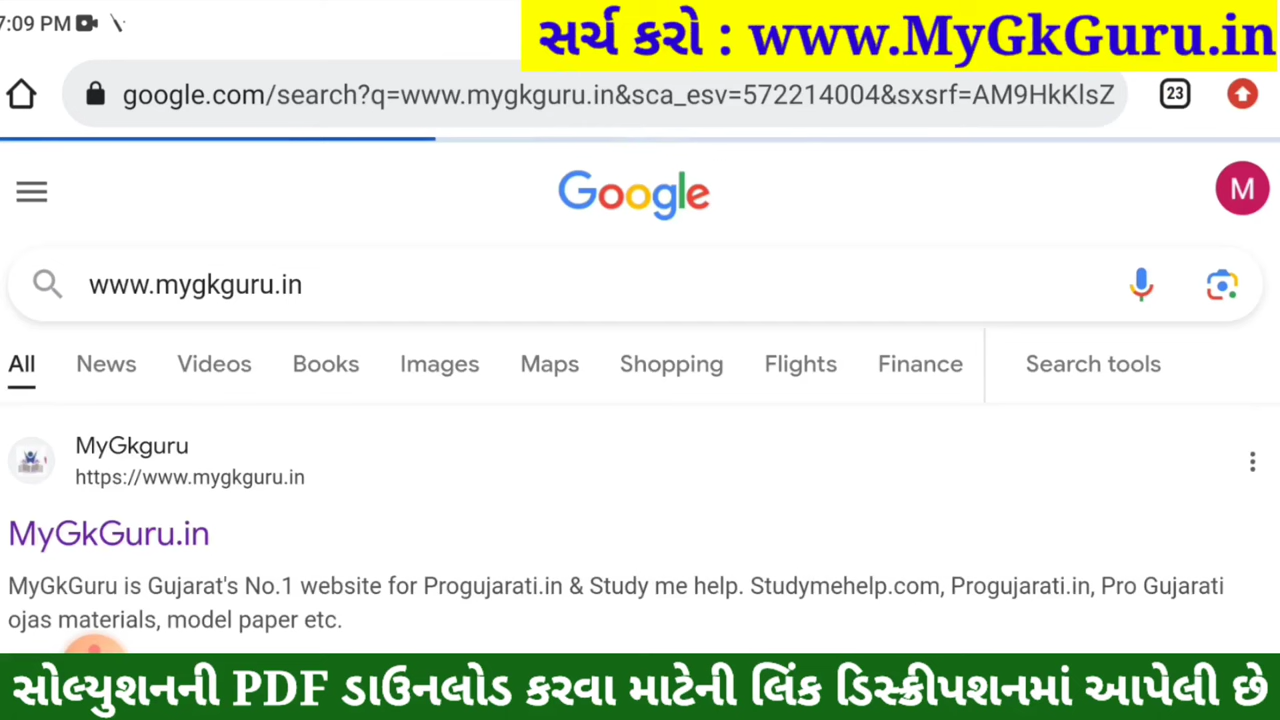 7:09 PM
સર્ચ કરો : www.MyGkGuru.in
google.com/search?q=www.mygkguru.in&sca_esv=572214004&sxsrf=AM9HkKlsZ
23
Google
M
www.mygkguru.in
All News Videos Books Images Maps Shopping Flights Finance Search tools
MyGkguru
https://www.mygkguru.in
MyGkGuru.in
MyGkGuru is Gujarat's No.1 website for Progujarati.in & Study me help. Studymehelp.com, Progujarati.in, Pro Gujarati
ojas materials, model paper etc.
સોલ્યુશનની PDF ડાઉનલોડ કરવા માટેની લિંક ડિસ્ક્રીપશનમાં આપેલી છે